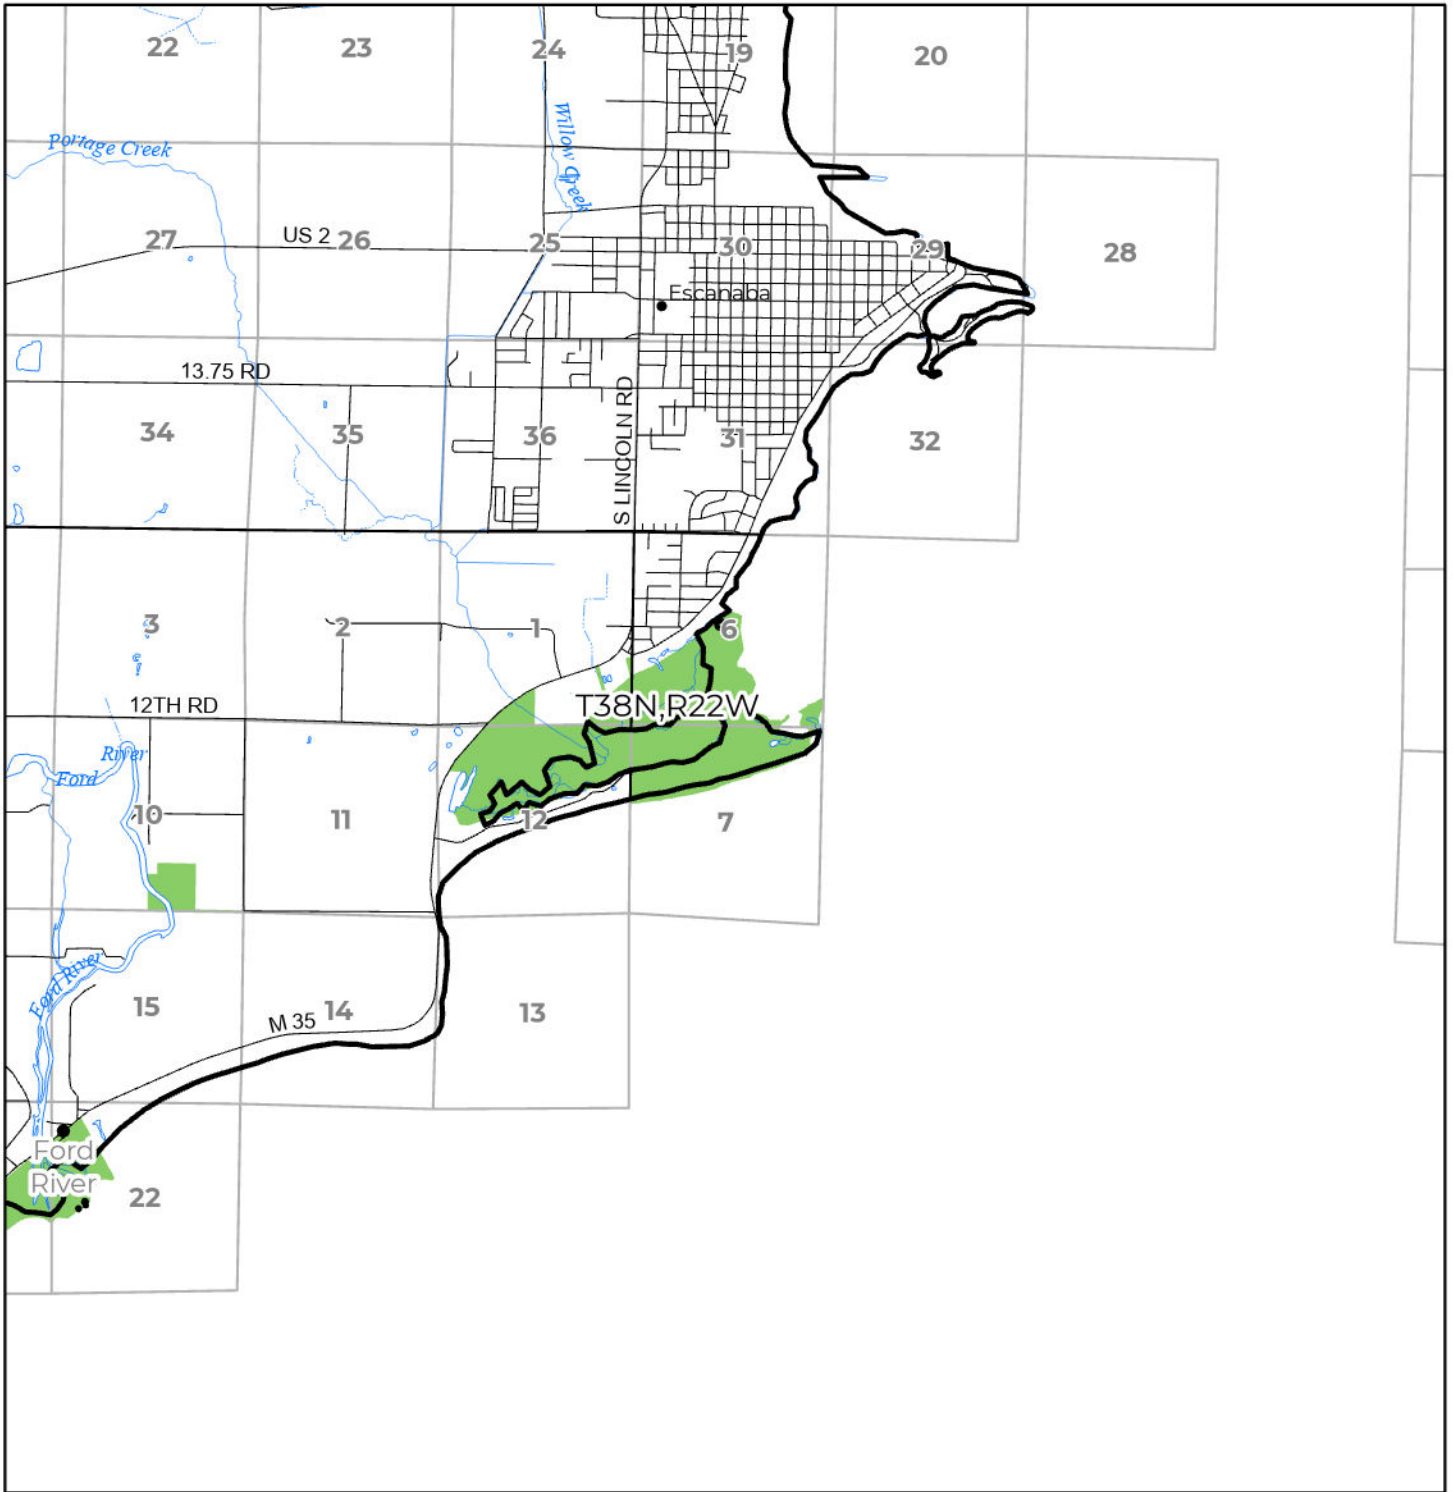 22
23
24
19
20
Portage Creek
Willow Creek
27
US 2
26
25
30
29
28
Escanaba
13.75 RD
34
35
36
S LINCOLN RD
31
32
3
2
1
6
12TH RD
T38N,R22W
River
Ford
10
11
12
7
Ford River
15
M 35
14
13
Ford
River
22